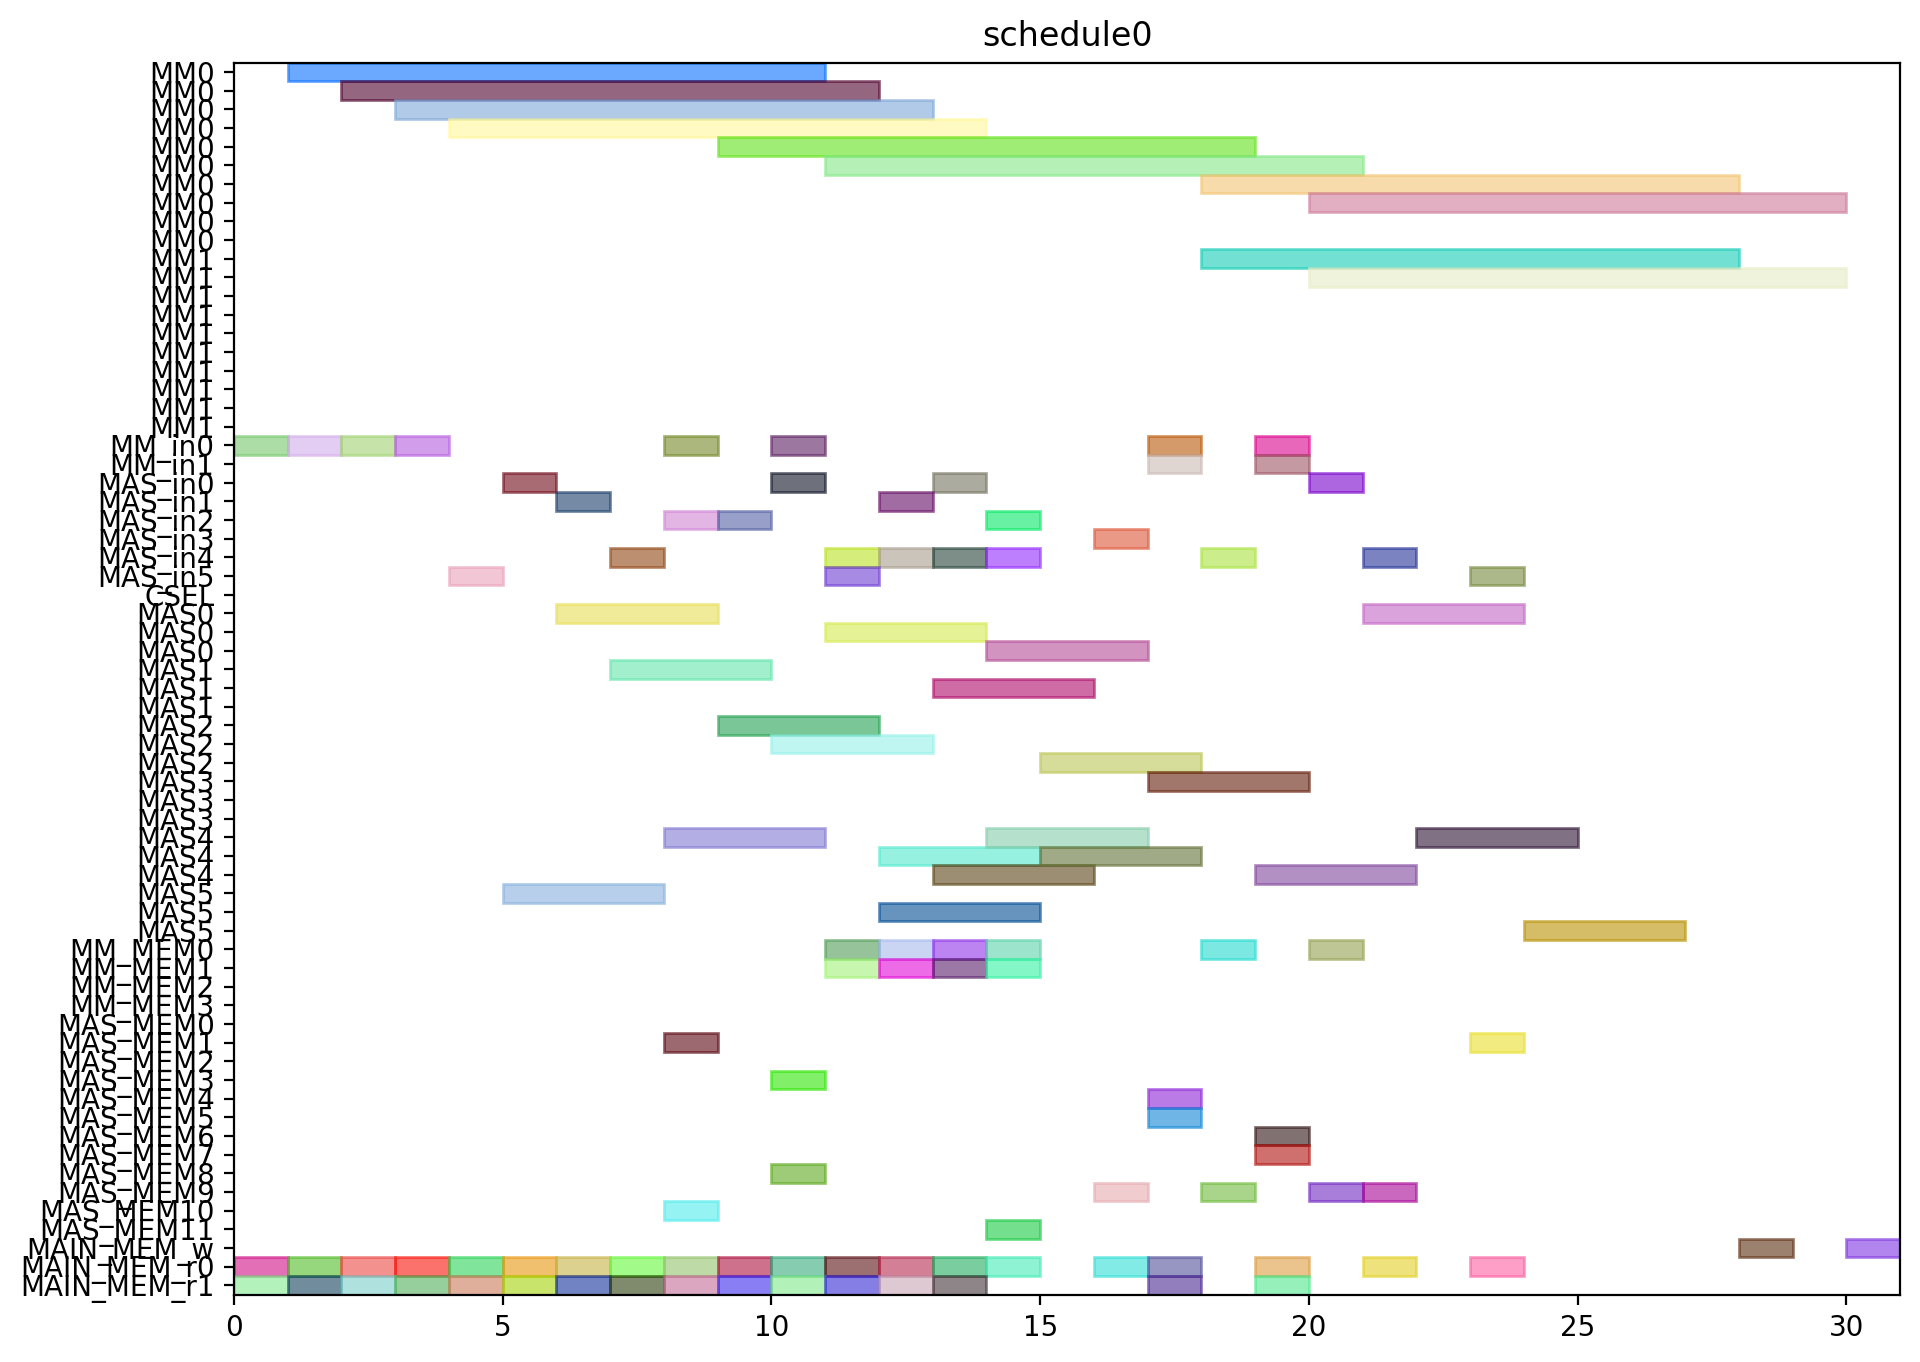 schedule0
MM0
MM0
MM0
MM0
MM0
MM0
MM0
MM0
MM0
MM0
MM1
MM1
MM1
MM1
MM1
MM1
MM1
MM1
MM1
MM1
MM_in0
MM_in1
MAS_in0
MAS_in1
MAS_in2
MAS_in3
MAS_in4
MAS_in5
CSEL
MAS0
MAS0
MAS0
MAS1
MAS1
MAS1
MAS2
MAS2
MAS2
MAS3
MAS3
MAS3
MAS4
MAS4
MAS4
MAS5
MAS5
MAS5
MM_MEM0
MM_MEM1
MM_MEM2
MM_MEM3
MAS_MEM0
MAS_MEM1
MAS_MEM2
MAS_MEM3
MAS_MEM4
MAS_MEM5
MAS_MEM6
MAS_MEM7
MAS_MEM8
MAS_MEM9
MAS_MEM10
MAS_MEM11
MAIN_MEM_w
MAIN_MEM_r0
MAIN_MEM_r1
0 5 10 15 20 25 30